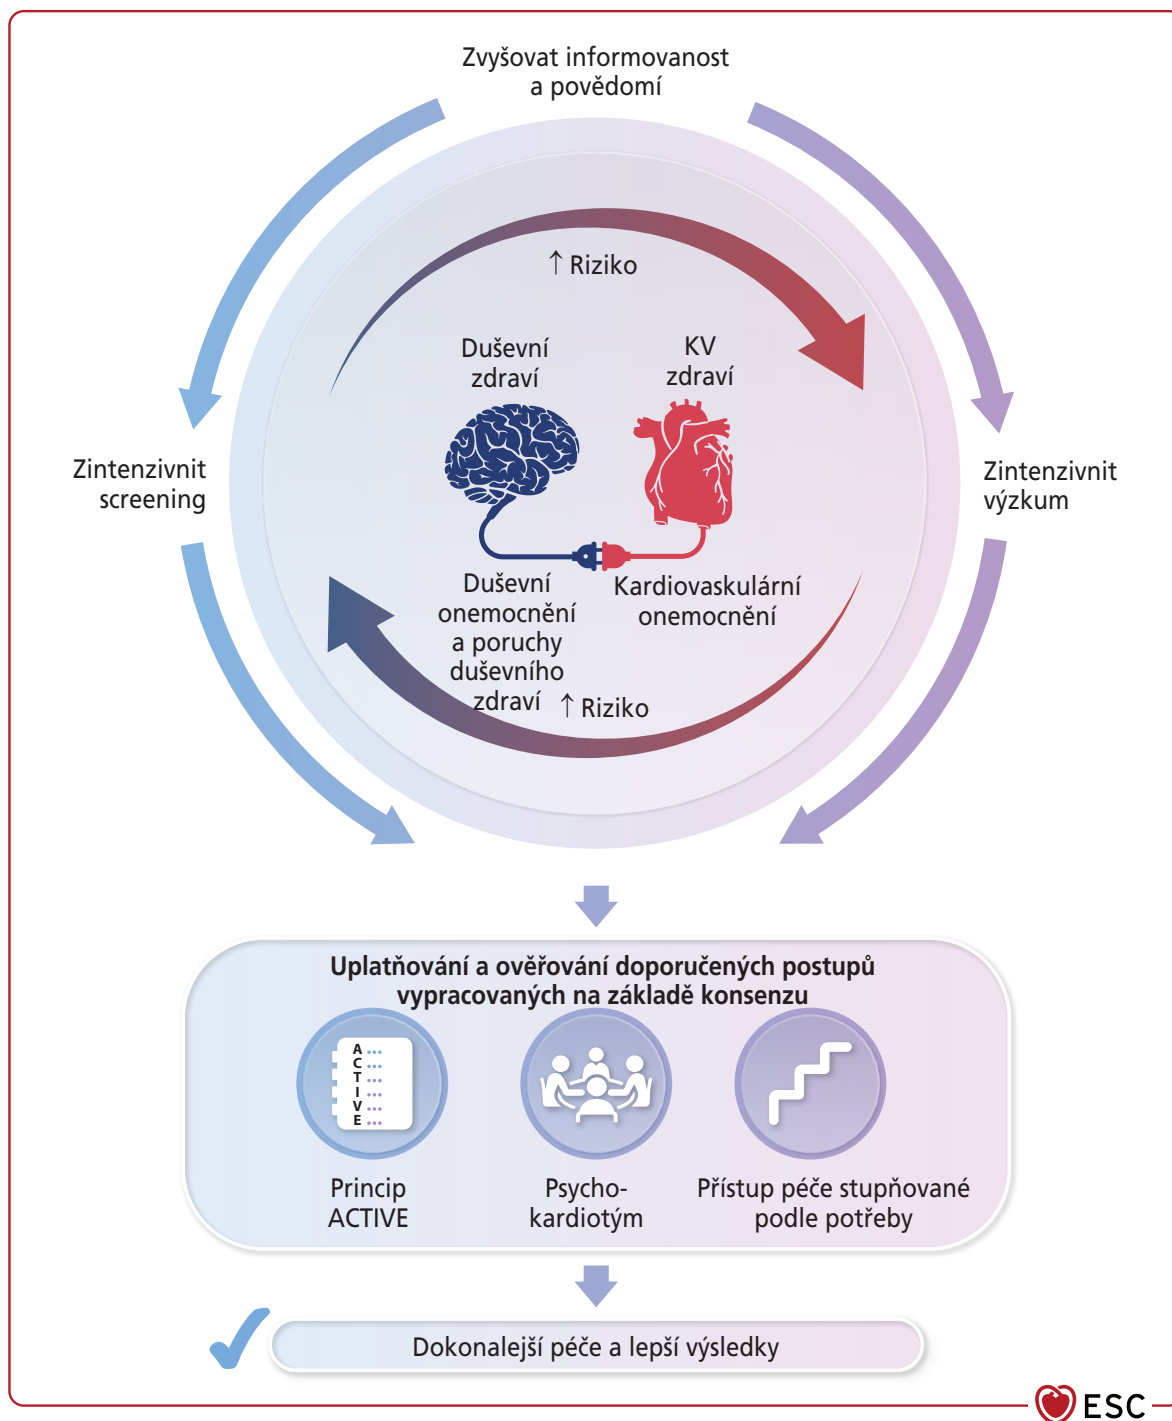 Zvyšovat informovanost
a povědomí
↑ Riziko
Duševní
zdraví
KV
zdraví
Zintenzivnit
screening
Zintenzivnit
výzkum
Duševní
onemocnění
a poruchy
duševního
zdraví
Kardiovaskulární
onemocnění
↑ Riziko
Uplatňování a ověřování doporučených postupů
vypracovaných na základě konsenzu
A ...
C ...
T ...
I ...
V ...
E ...
Princip
ACTIVE
Psycho-
kardiotým
Přístup péče stupňované
podle potřeby
Dokonalejší péče a lepší výsledky
ESC